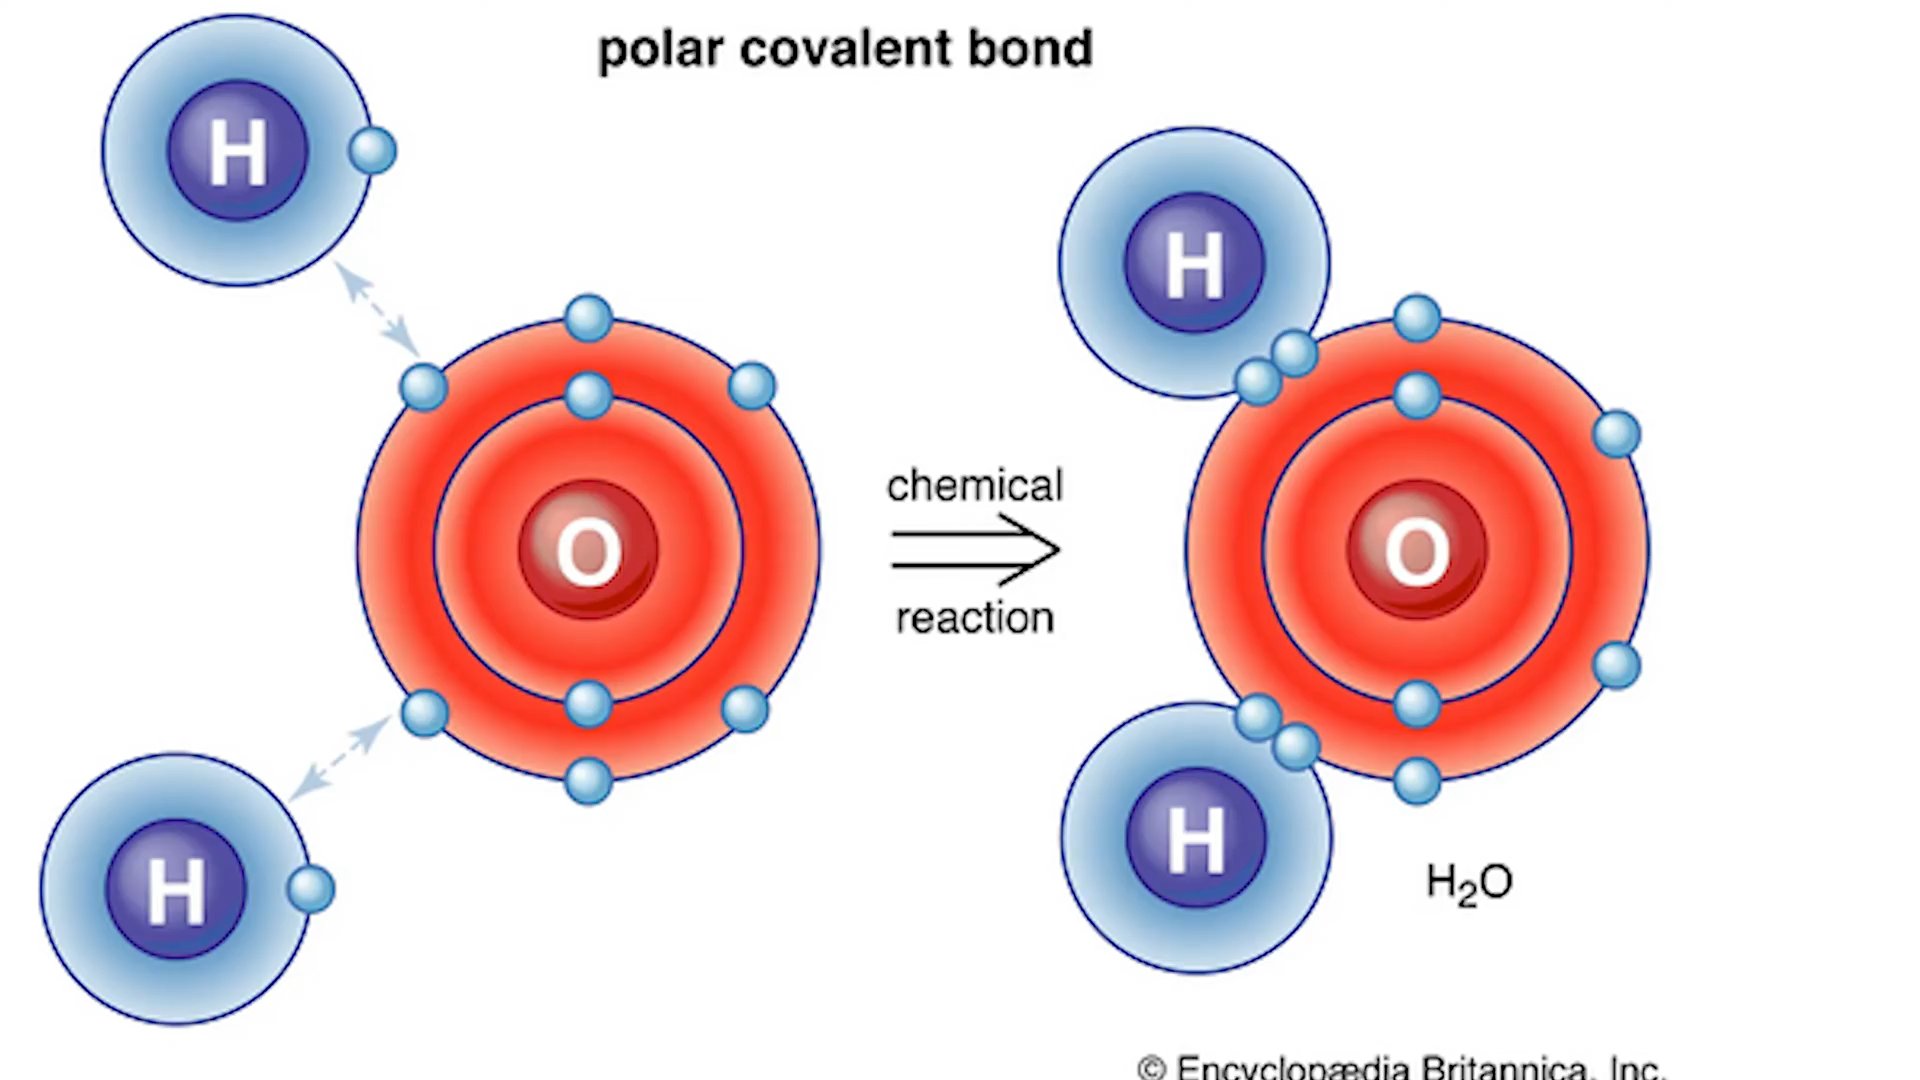 polar covalent bond
H
H
O
chemical
reaction
O
H
H
H₂O
© Encyclopædia Britannica, Inc.